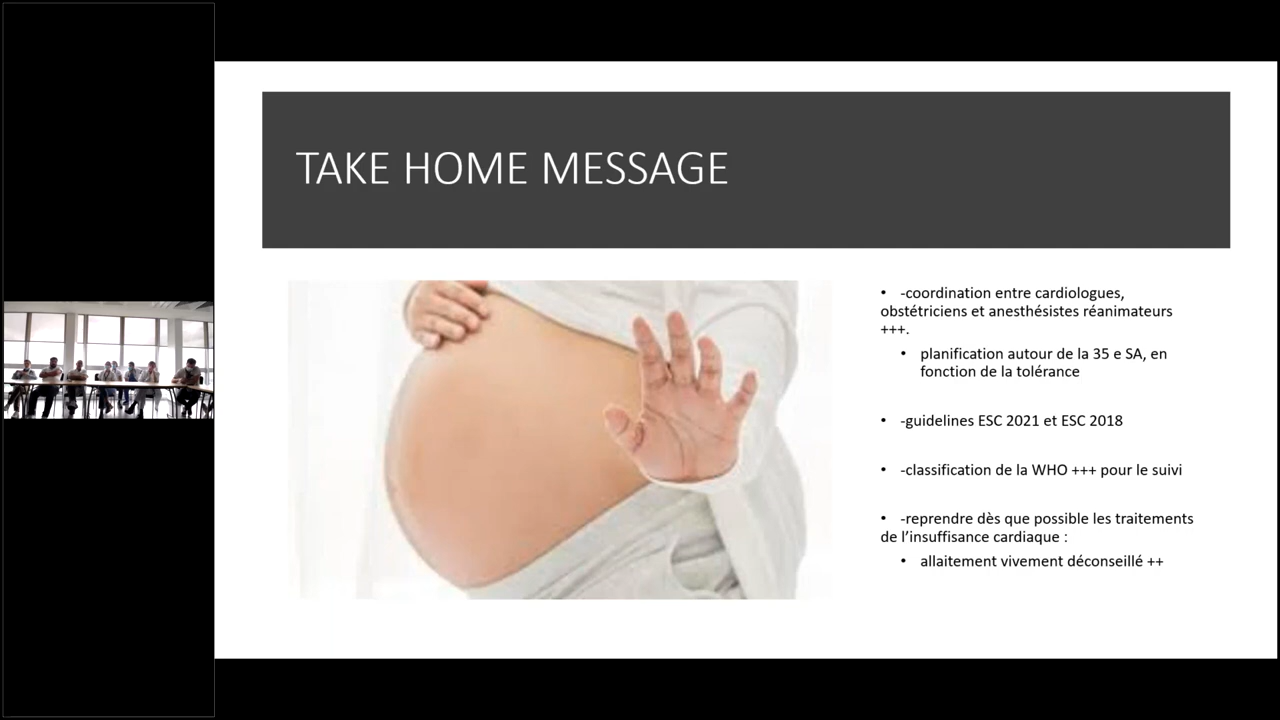 TAKE HOME MESSAGE
• -coordination entre cardiologues,
obstétriciens et anesthésistes réanimateurs
+++.
• planification autour de la 35 e SA, en
fonction de la tolérance
• -guidelines ESC 2021 et ESC 2018
• -classification de la WHO +++ pour le suivi
• -reprendre dès que possible les traitements
de l’insuffisance cardiaque :
• allaitement vivement déconseillé ++